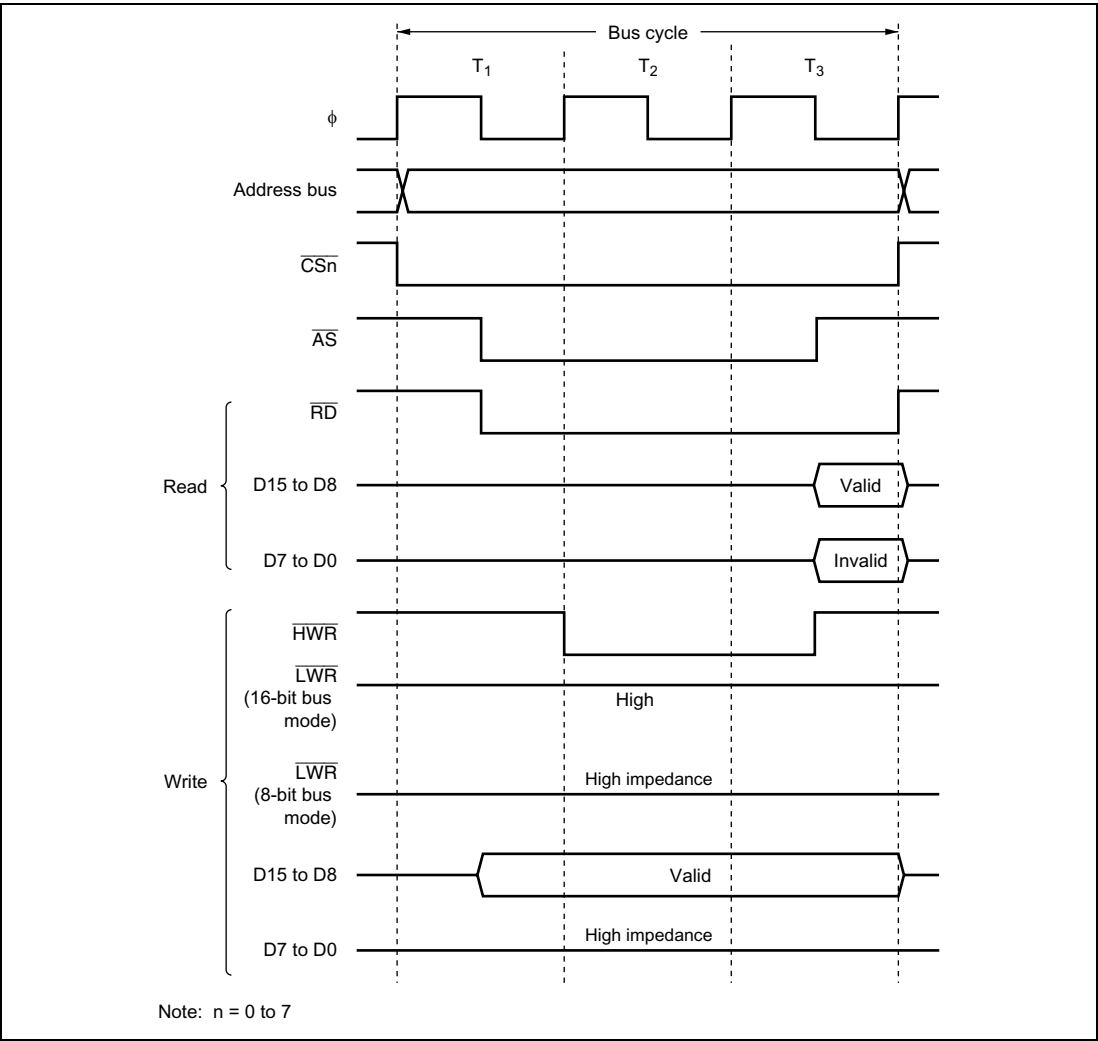 Bus cycle
T1 T2 T3
ϕ
Address bus
CSn
AS
RD
Read
D15 to D8
Valid
D7 to D0
Invalid
HWR
LWR
(16-bit bus
mode)
High
Write
LWR
(8-bit bus
mode)
High impedance
D15 to D8
Valid
D7 to D0
High impedance
Note: n = 0 to 7